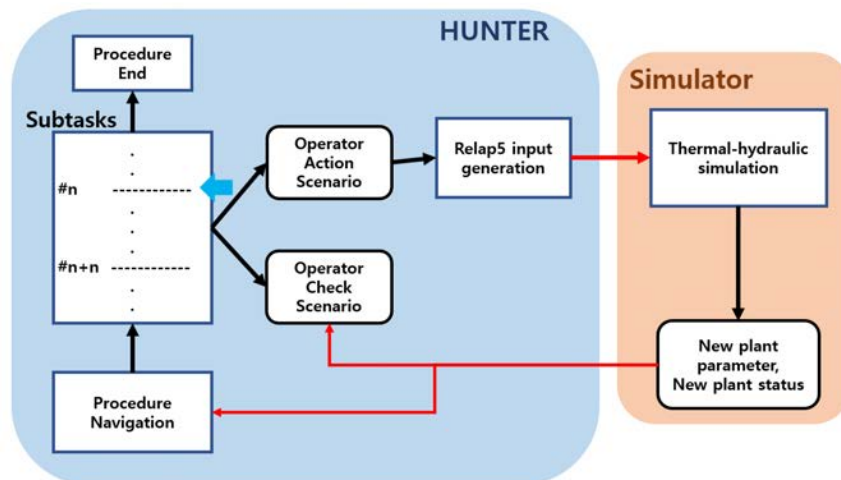 HUNTER
Procedure
End
Subtasks
.
.
#n -------------
.
.
.
#n+n -------------
.
.
Operator
Action
Scenario
Relap5 input
generation
Operator
Check
Scenario
Procedure
Navigation
Simulator
Thermal-hydraulic
simulation
New plant
parameter,
New plant status